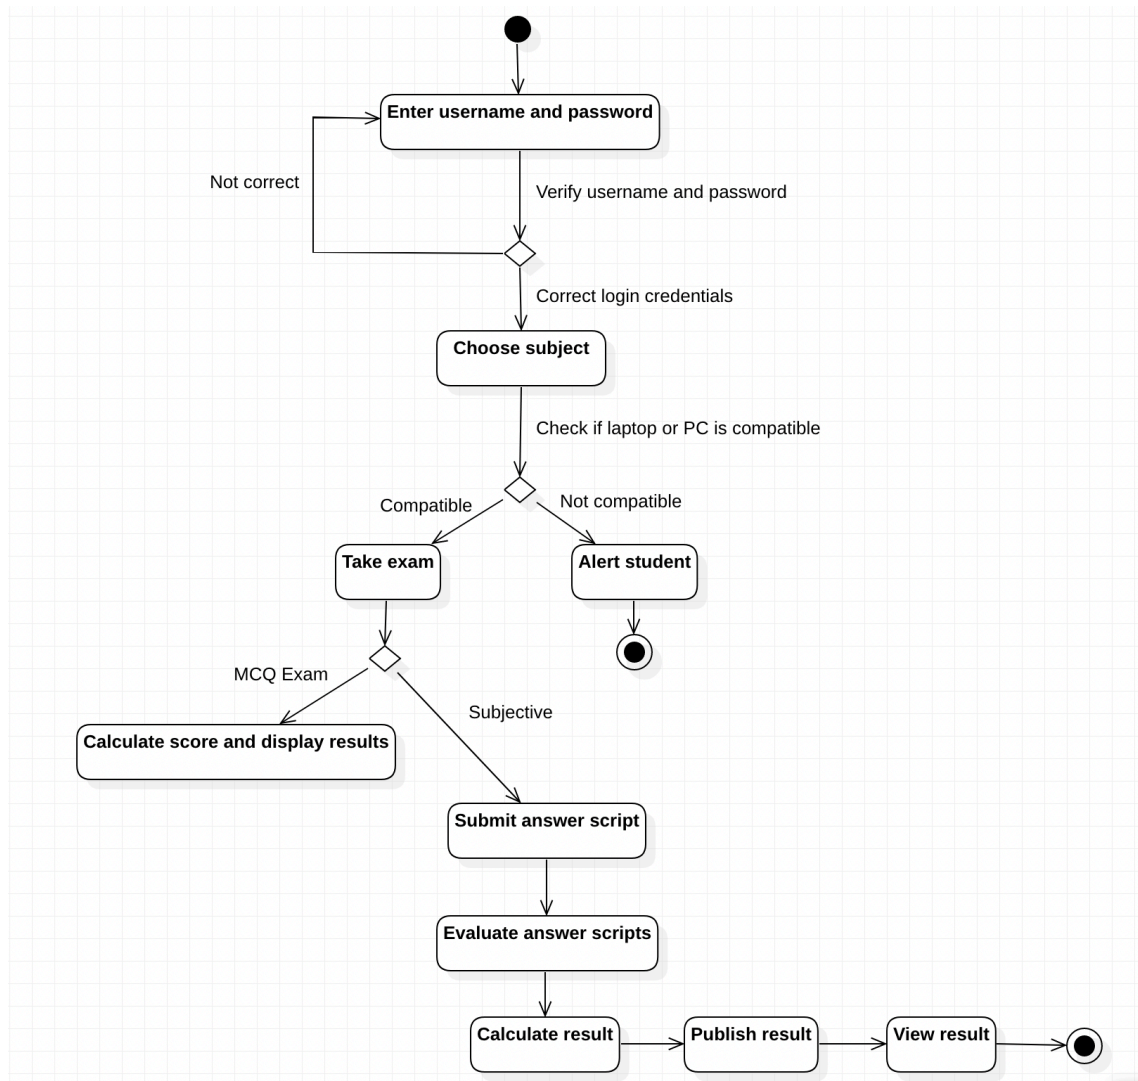 Enter username and password
Not correct
Verify username and password
Correct login credentials
Choose subject
Check if laptop or PC is compatible
Compatible
Not compatible
Take exam
Alert student
MCQ Exam
Subjective
Calculate score and display results
Submit answer script
Evaluate answer scripts
Calculate result
Publish result
View result